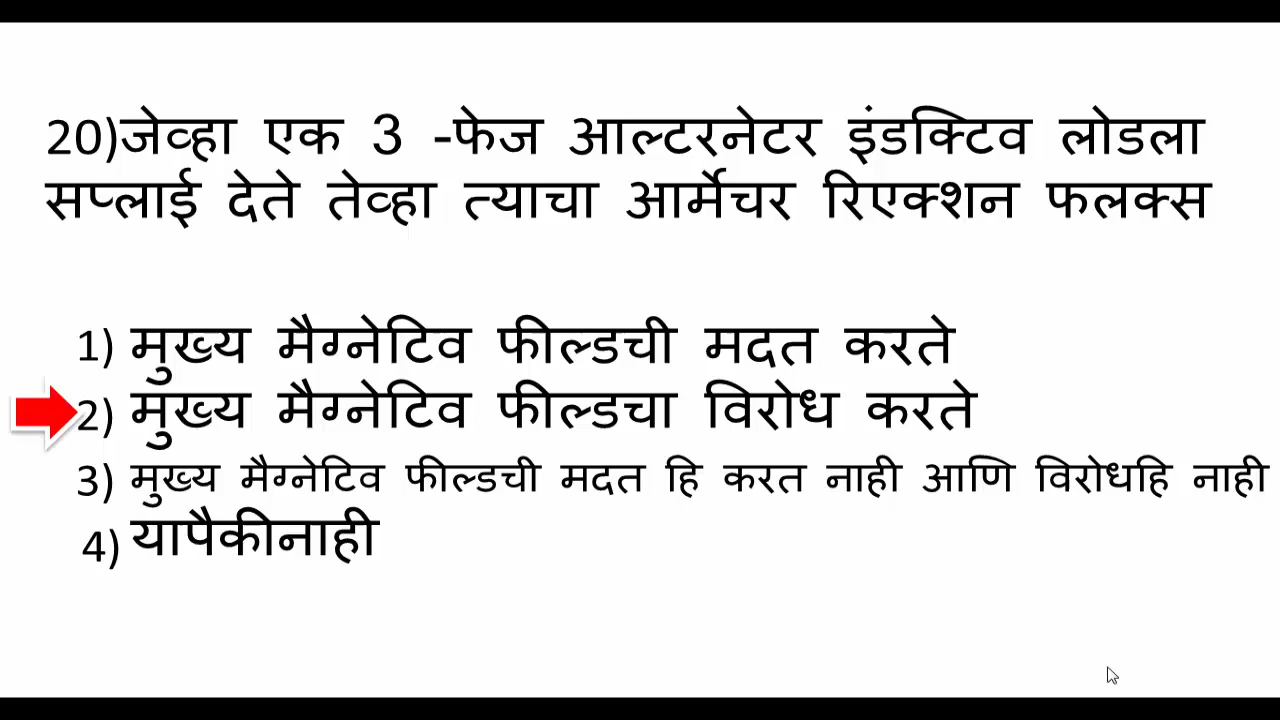 20)जेव्हा एक 3 -फेज आल्टरनेटर इंडक्टिव लोडला
सप्लाई देते तेव्हा त्याचा आर्मेचर रिएक्शन फलक्स
1) मुख्य मैग्नेटिव फील्डची मदत करते
2) मुख्य मैग्नेटिव फील्डचा विरोध करते
3) मुख्य मैग्नेटिव फील्डची मदत हि करत नाही आणि विरोधहि नाही
4) यापैकीनाही